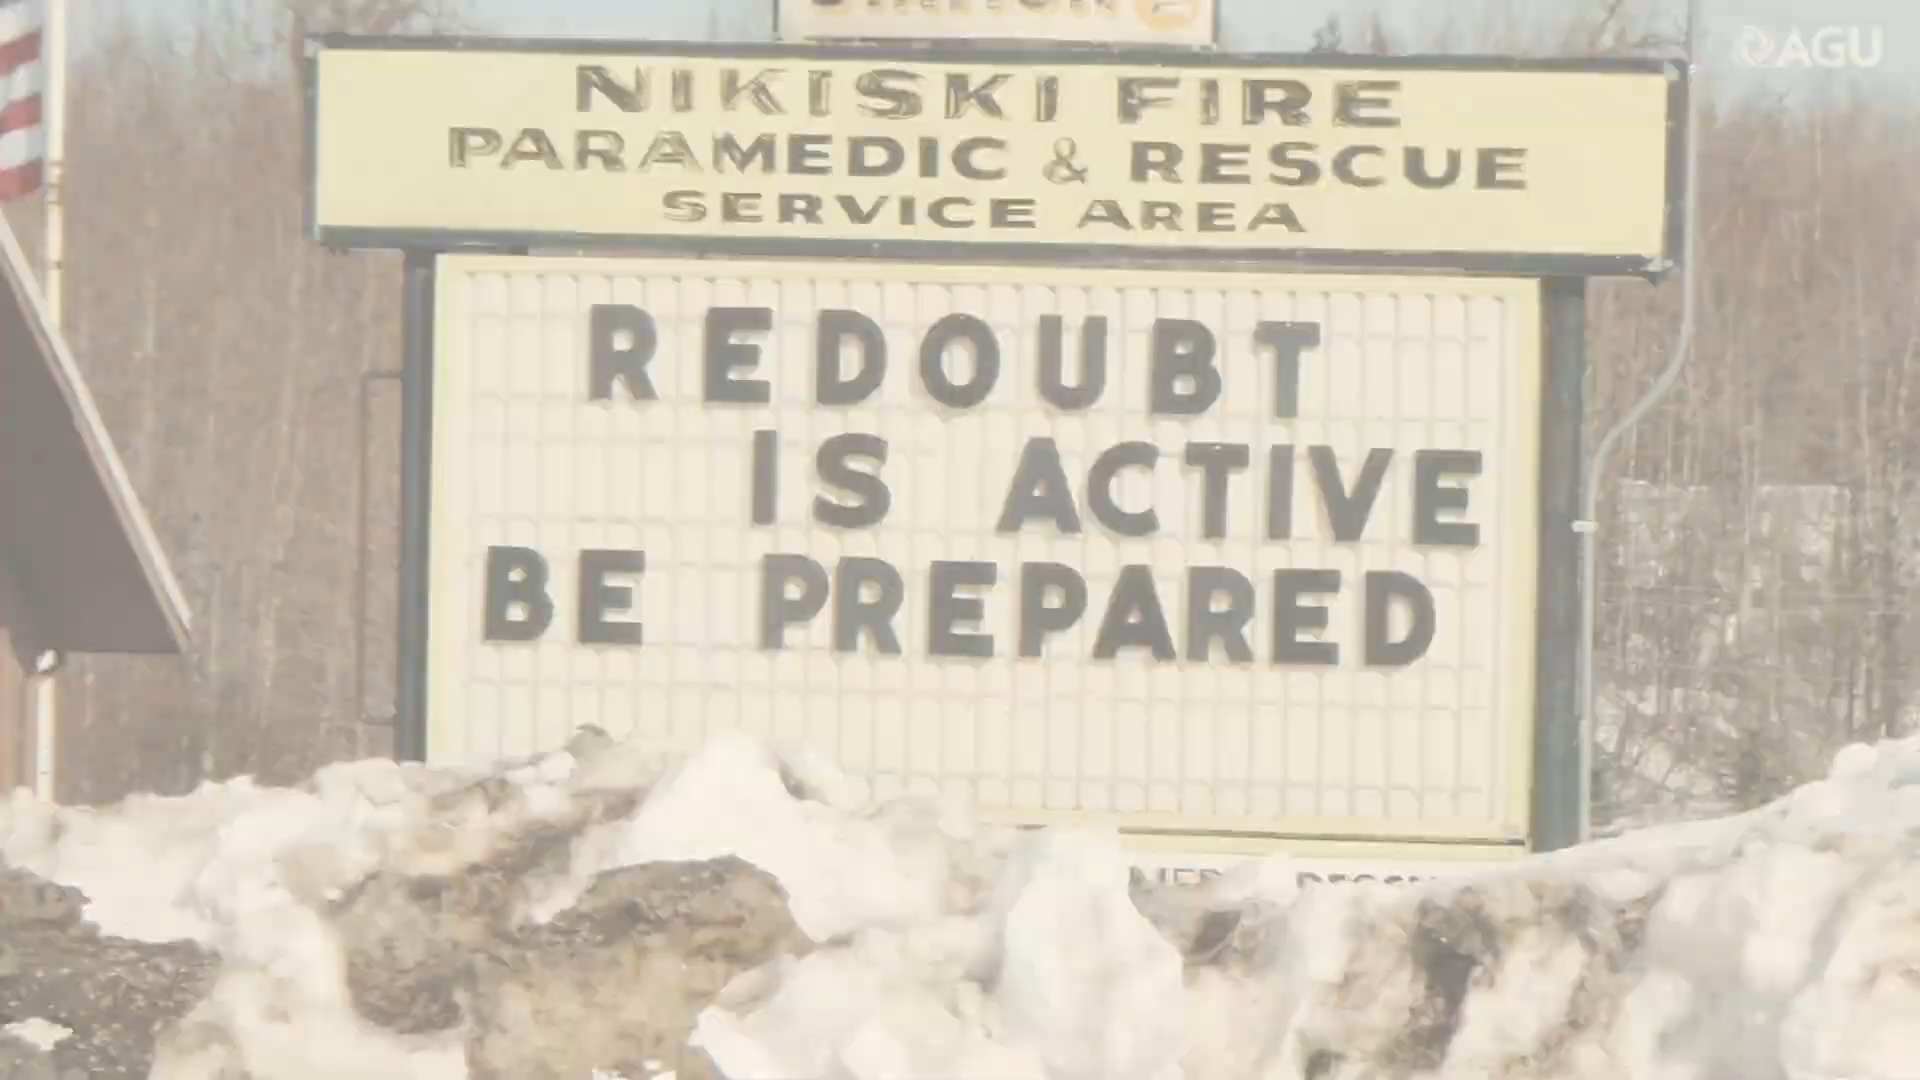 AGU
NIKISKI FIRE
PARAMEDIC & RESCUE
SERVICE AREA
REDOUBT
IS ACTIVE
BE PREPARED